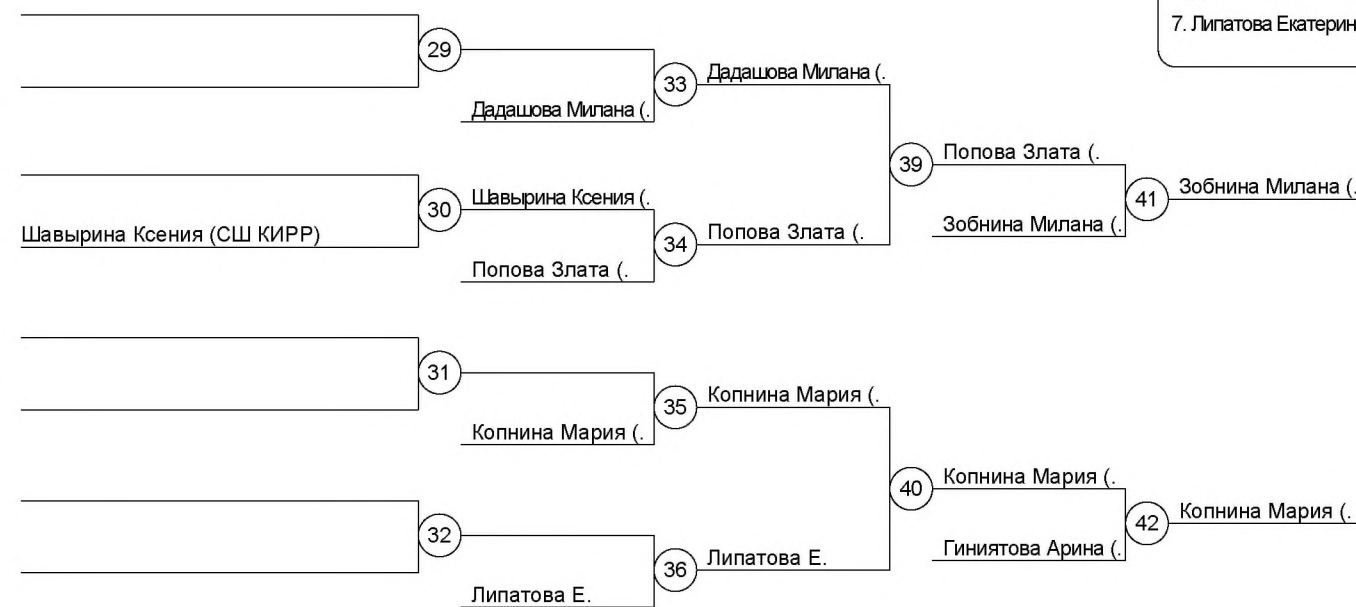 7. Липатова Екатерин
29
33
Дадашова Милана (.
Дадашова Милана (.
39
Попова Злата (.
41
Зобнина Милана (.
Зобнина Милана (.
30
Шавырина Ксения (.
Шавырина Ксения (СШ КИРР)
34
Попова Злата (.
Попова Злата (.
31
35
Копнина Мария (.
Копнина Мария (.
40
Копнина Мария (.
42
Копнина Мария (.
Гиниятова Арина (.
32
36
Липатова Е.
Липатова Е.